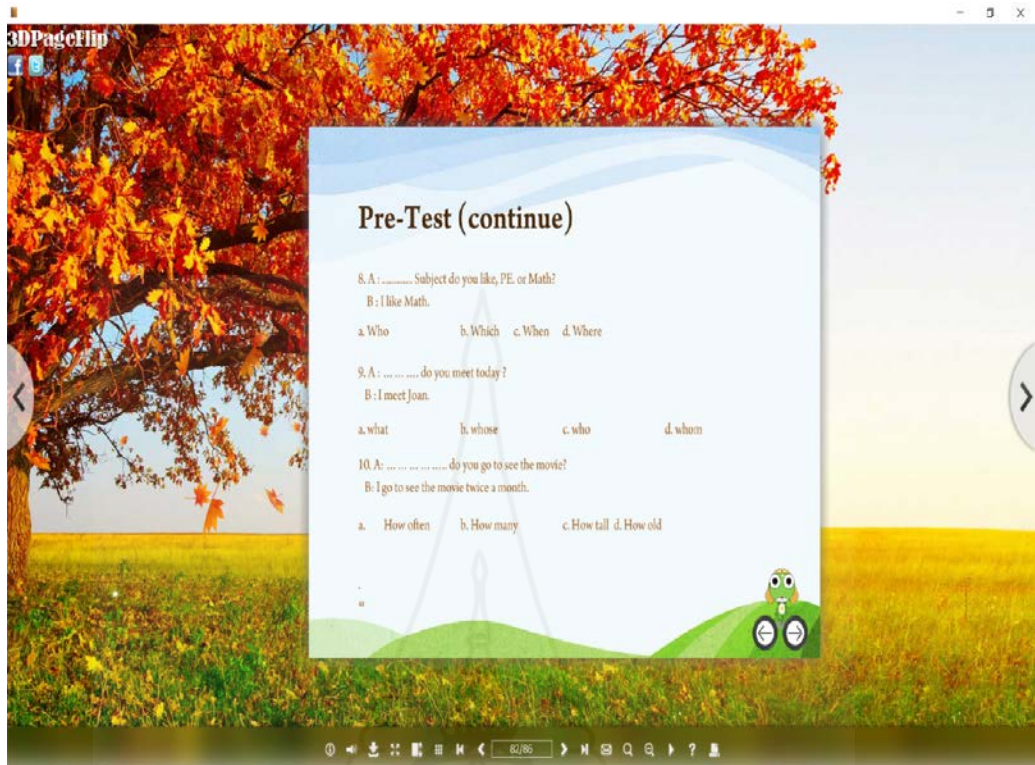 3DPageFlip
Pre-Test (continue)
8. A : ........... Subject do you like, PE. or Math?
B : I like Math.
a. Who b. Which c. When d. Where
9. A : ... ... .... do you meet today ?
B : I meet Joan.
a. what b. whose c. who d. whom
10. A: ... ... ... ... ..... do you go to see the movie?
B: I go to see the movie twice a month.
a. How often b. How many c. How tall d. How old
82/86